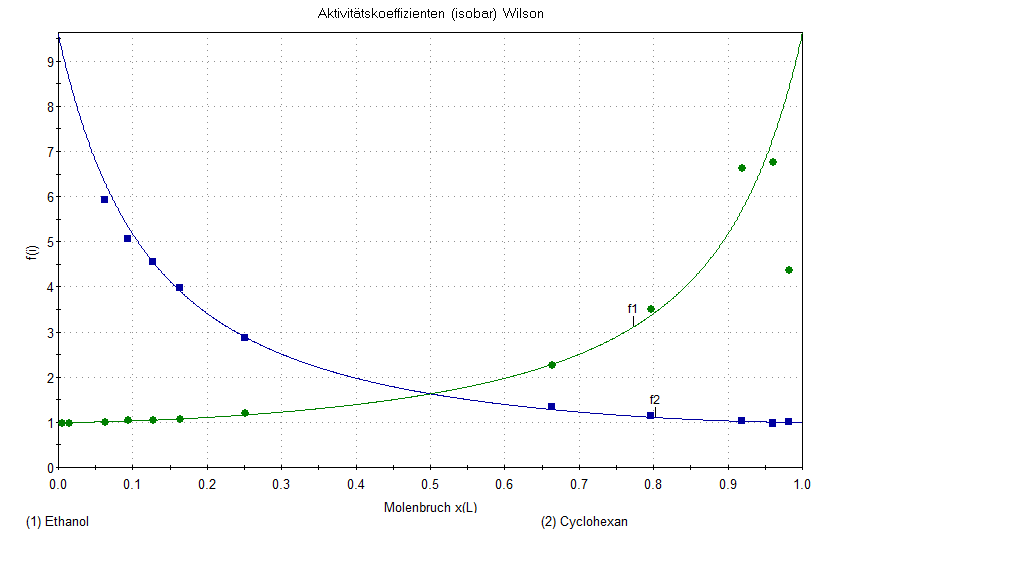 Aktivitätskoeffizienten (isobar) Wilson
9
8
7
6
5
f(i)
4
f1
3
2
f2
1
0
0.0 0.1 0.2 0.3 0.4 0.5 0.6 0.7 0.8 0.9 1.0
Molenbruch x(L)
(1) Ethanol (2) Cyclohexan